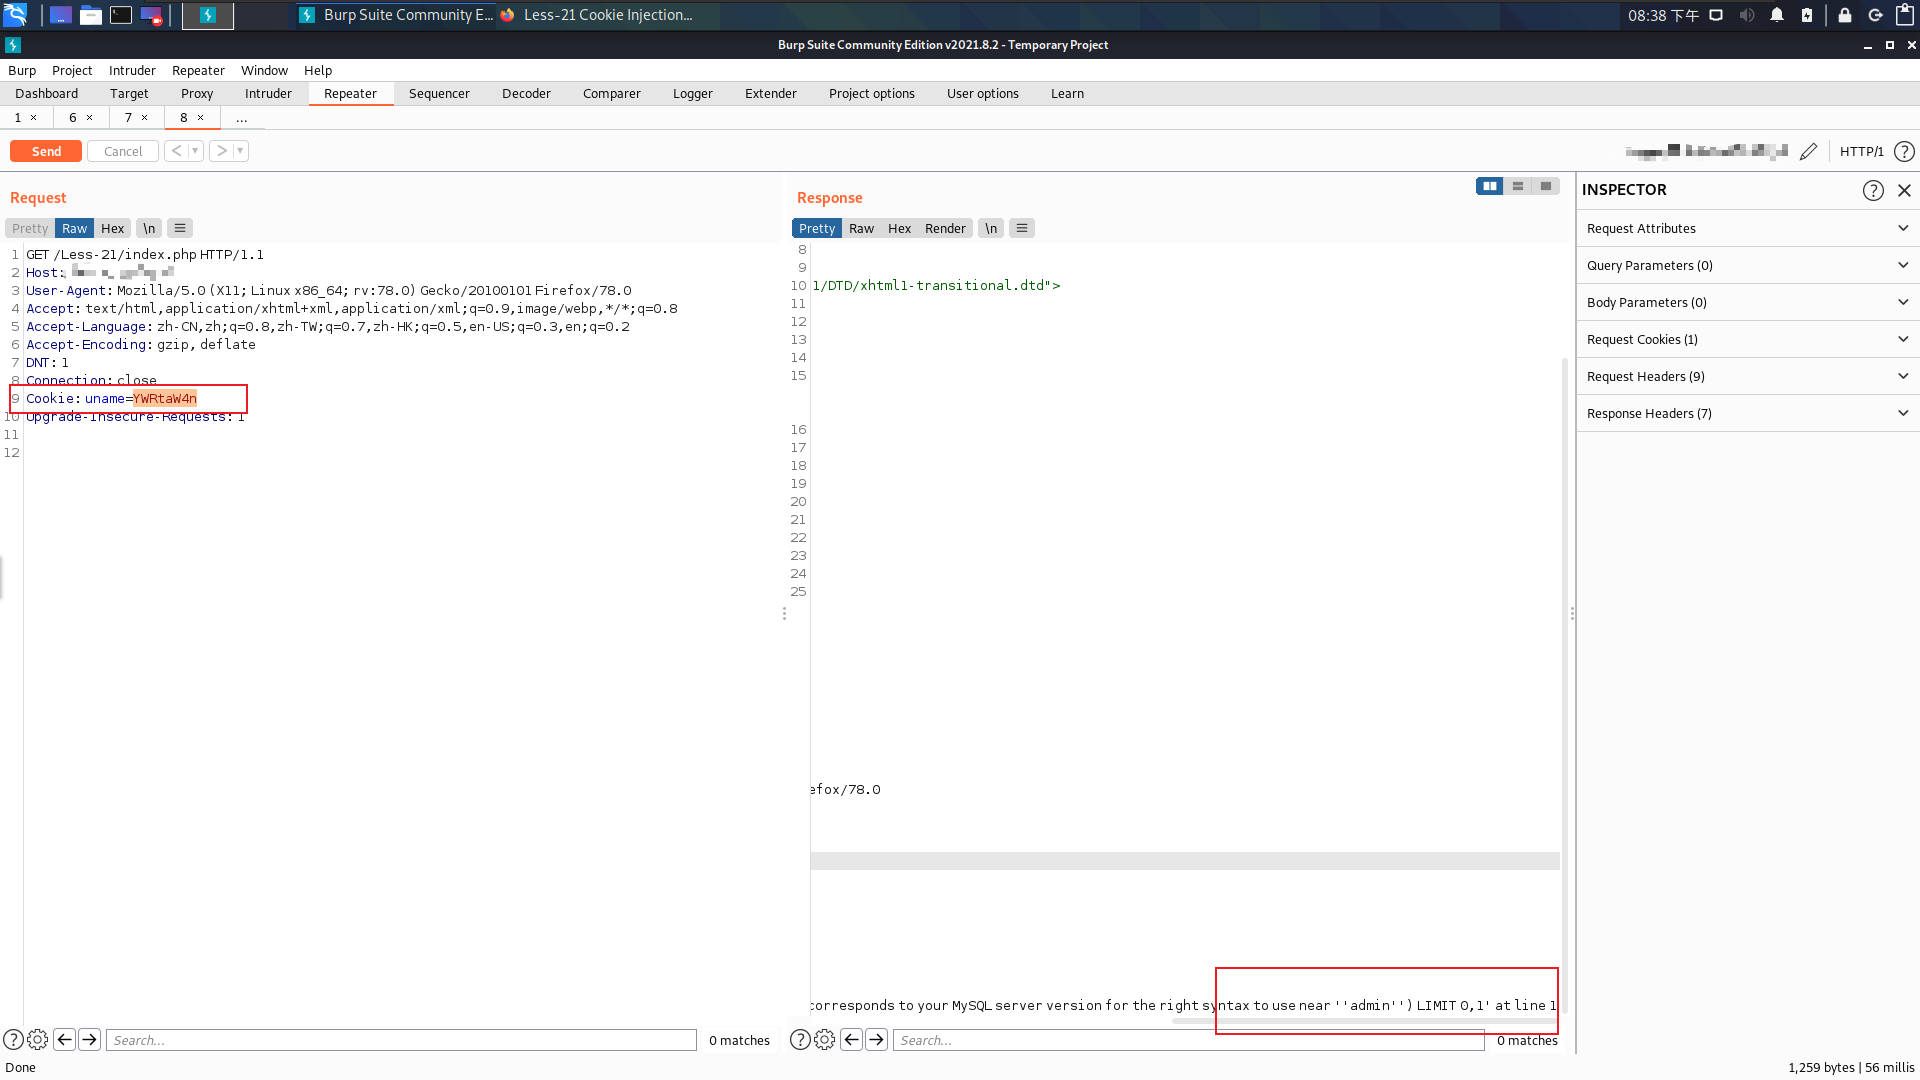 Burp Suite Community E...
Less-21 Cookie Injection...
08:38 下午
Burp Suite Community Edition v2021.8.2 - Temporary Project
Burp Project Intruder Repeater Window Help
Dashboard Target Proxy Intruder Repeater Sequencer Decoder Comparer Logger Extender Project options User options Learn
1 × 6 × 7 × 8 × ...
Send Cancel < > HTTP/1 ?
Request
Pretty Raw Hex \n
1 GET /Less-21/index.php HTTP/1.1
2 Host:
3 User-Agent: Mozilla/5.0 (X11; Linux x86_64; rv:78.0) Gecko/20100101 Firefox/78.0
4 Accept: text/html,application/xhtml+xml,application/xml;q=0.9,image/webp,*/*;q=0.8
5 Accept-Language: zh-CN,zh;q=0.8,zh-TW;q=0.7,zh-HK;q=0.5,en-US;q=0.3,en;q=0.2
6 Accept-Encoding: gzip, deflate
7 DNT: 1
8 Connection: close
9 Cookie: uname=YWRtaW4n
10 Upgrade-Insecure-Requests: 1
11
12
? Search... 0 matches
Response
Pretty Raw Hex Render \n
8
9
10 1/DTD/xhtml1-transitional.dtd">
11
12
13
14
15
16
17
18
19
20
21
22
23
24
25
efox/78.0
corresponds to your MySQL server version for the right syntax to use near ''admin'') LIMIT 0,1' at line 1
? Search... 0 matches
INSPECTOR ?
Request Attributes
Query Parameters (0)
Body Parameters (0)
Request Cookies (1)
Request Headers (9)
Response Headers (7)
Done
1,259 bytes | 56 millis